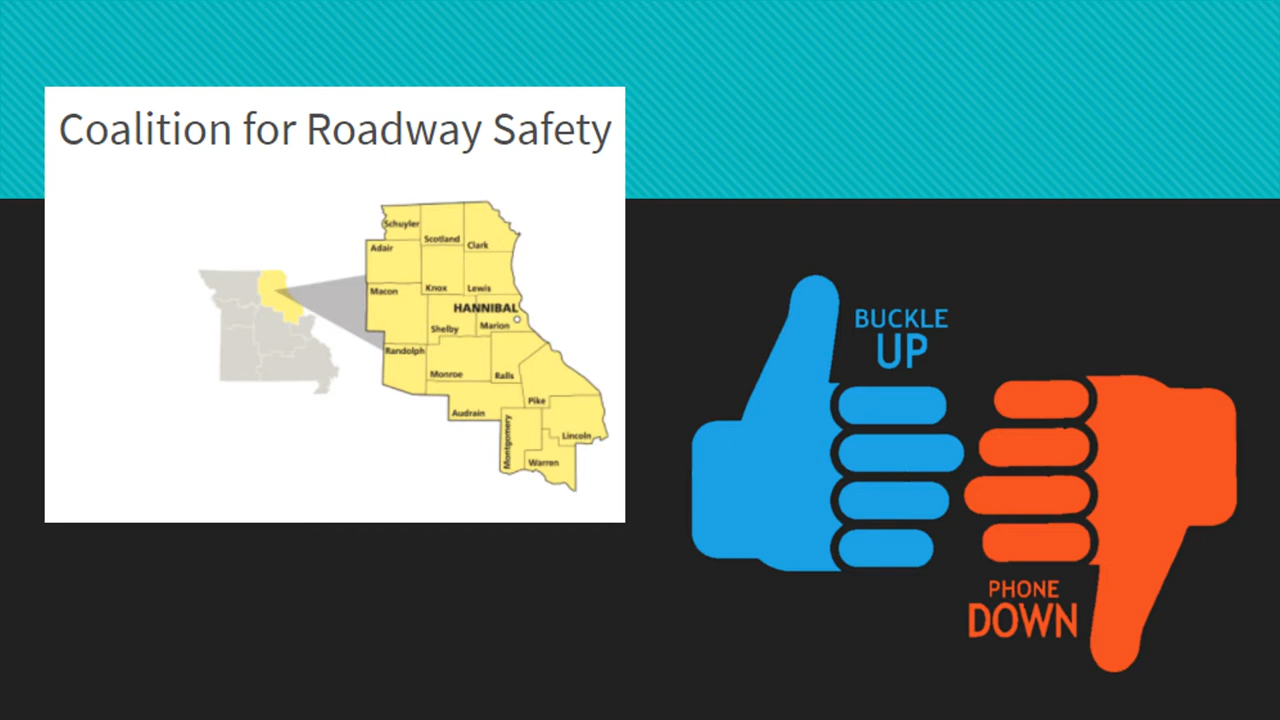 Coalition for Roadway Safety
Schuyler
Scotland
Clark
Adair
Knox
Lewis
Macon
HANNIBAL
Shelby
Marion
Randolph
Monroe
Ralls
Pike
Audrain
Montgomery
Lincoln
Warren
BUCKLE
UP
PHONE
DOWN